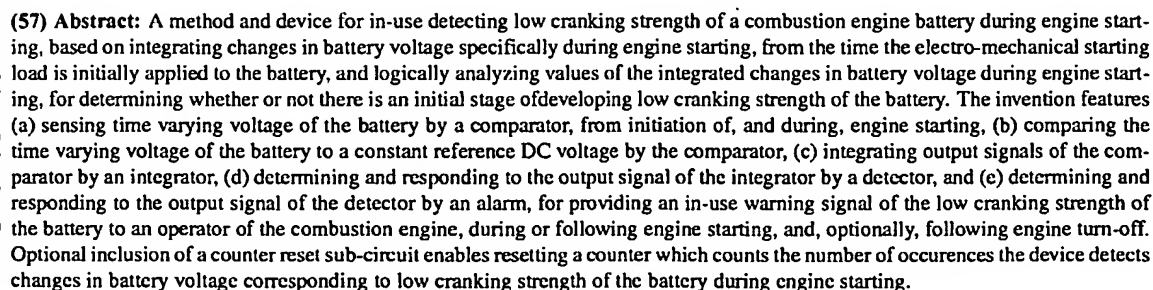 (57) Abstract: A method and device for in-use detecting low cranking strength of a combustion engine battery during engine start-
ing, based on integrating changes in battery voltage specifically during engine starting, from the time the electro-mechanical starting
load is initially applied to the battery, and logically analyzing values of the integrated changes in battery voltage during engine start-
ing, for determining whether or not there is an initial stage ofdeveloping low cranking strength of the battery. The invention features
(a) sensing time varying voltage of the battery by a comparator, from initiation of, and during, engine starting, (b) comparing the
time varying voltage of the battery to a constant reference DC voltage by the comparator, (c) integrating output signals of the com-
parator by an integrator, (d) determining and responding to the output signal of the integrator by a detector, and (e) determining and
responding to the output signal of the detector by an alarm, for providing an in-use warning signal of the low cranking strength of
the battery to an operator of the combustion engine, during or following engine starting, and, optionally, following engine turn-off.
Optional inclusion of a counter reset sub-circuit enables resetting a counter which counts the number of occurences the device detects
changes in battery voltage corresponding to low cranking strength of the battery during engine starting.